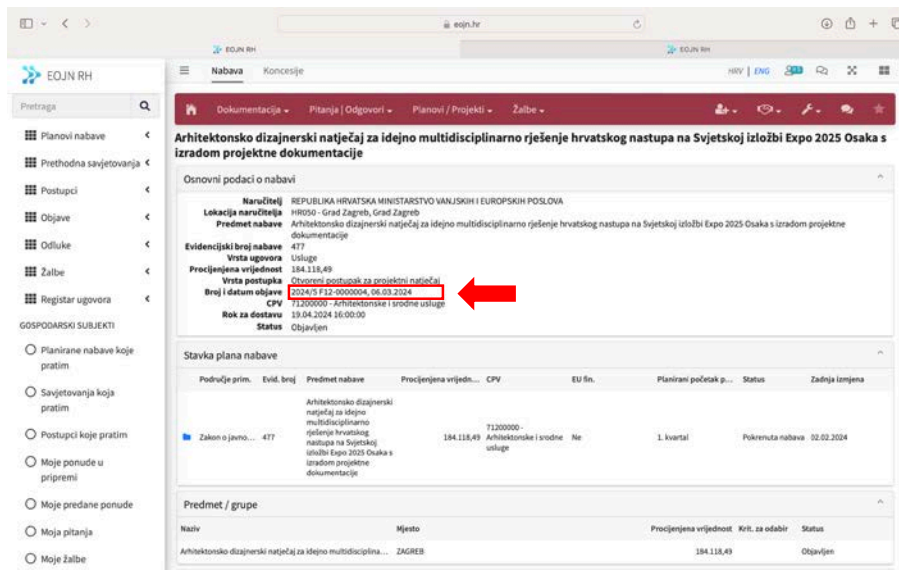 eojn.hr
EOJN RH
EOJN RH
EOJN RH
Nabava Koncesije
HRV | ENG
Pretraga
Planovi nabave
Prethodna savjetovanja
Postupci
Objave
Odluke
Žalbe
Registar ugovora
GOSPODARSKI SUBJEKTI
Planirane nabave koje
pratim
Savjetovanja koja
pratim
Postupci koje pratim
Moje ponude u
pripremi
Moje predane ponude
Moja pitanja
Moje žalbe
Dokumentacija Pitanja | Odgovori Planovi / Projekti Žalbe
Arhitektonsko dizajnerski natječaj za idejno multidisciplinarno rješenje hrvatskog nastupa na Svjetskoj izložbi Expo 2025 Osaka s
izradom projektne dokumentacije
Osnovni podaci o nabavi
Naručitelj REPUBLIKA HRVATSKA MINISTARSTVO VANJSKIH I EUROPSKIH POSLOVA
Lokacija naručitelja HR050 - Grad Zagreb, Grad Zagreb
Predmet nabave Arhitektonsko dizajnerski natječaj za idejno multidisciplinarno rješenje hrvatskog nastupa na Svjetskoj izložbi Expo 2025 Osaka s izradom projektne
dokumentacije
Evidencijski broj nabave 477
Vrsta ugovora Usluge
Procijenjena vrijednost 184.118,49
Vrsta postupka Otvoreni postupak za projektni natječaj
Broj i datum objave 2024/S F12-0000004, 06.03.2024
CPV 71200000 - Arhitektonske i srodne usluge
Rok za dostavu 19.04.2024 16:00:00
Status Objavljen
Stavka plana nabave
Područje prim. Evid. broj Predmet nabave Procijenjena vrijedn... CPV EU fin. Planirani početak p... Status Zadnja izmjena
Arhitektonsko dizajnerski
natječaj za idejno
multidisciplinarno
rješenje hrvatskog
nastupa na Svjetskoj
izložbi Expo 2025 Osaka s
izradom projektne
dokumentacije
Zakon o javno... 477 184.118,49 71200000 -
Arhitektonske i srodne
usluge Ne 1. kvartal Pokrenuta nabava 02.02.2024
Predmet / grupe
Naziv Mjesto Procijenjena vrijednost Krit. za odabir Status
Arhitektonsko dizajnerski natječaj za idejno multidisciplina... ZAGREB 184.118,49 Objavljen